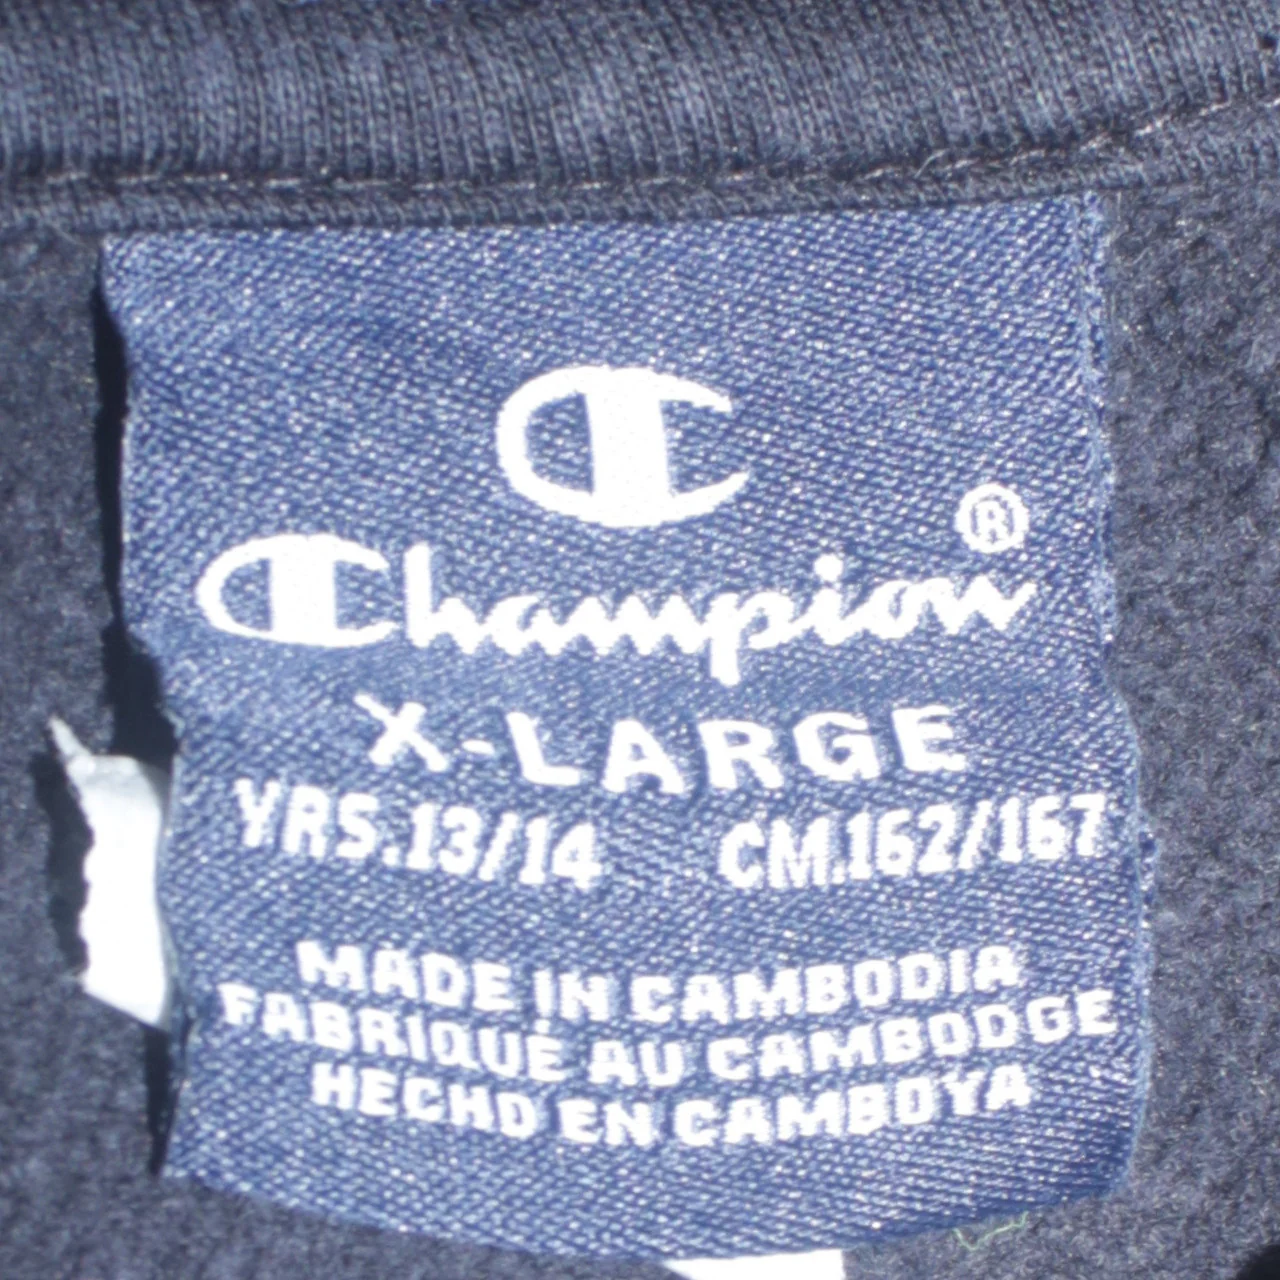 C
Champion®
X-LARGE
YRS.13/14 CM.162/167
MADE IN CAMBODIA
FABRIQUÉ AU CAMBODGE
HECHO EN CAMBOYA